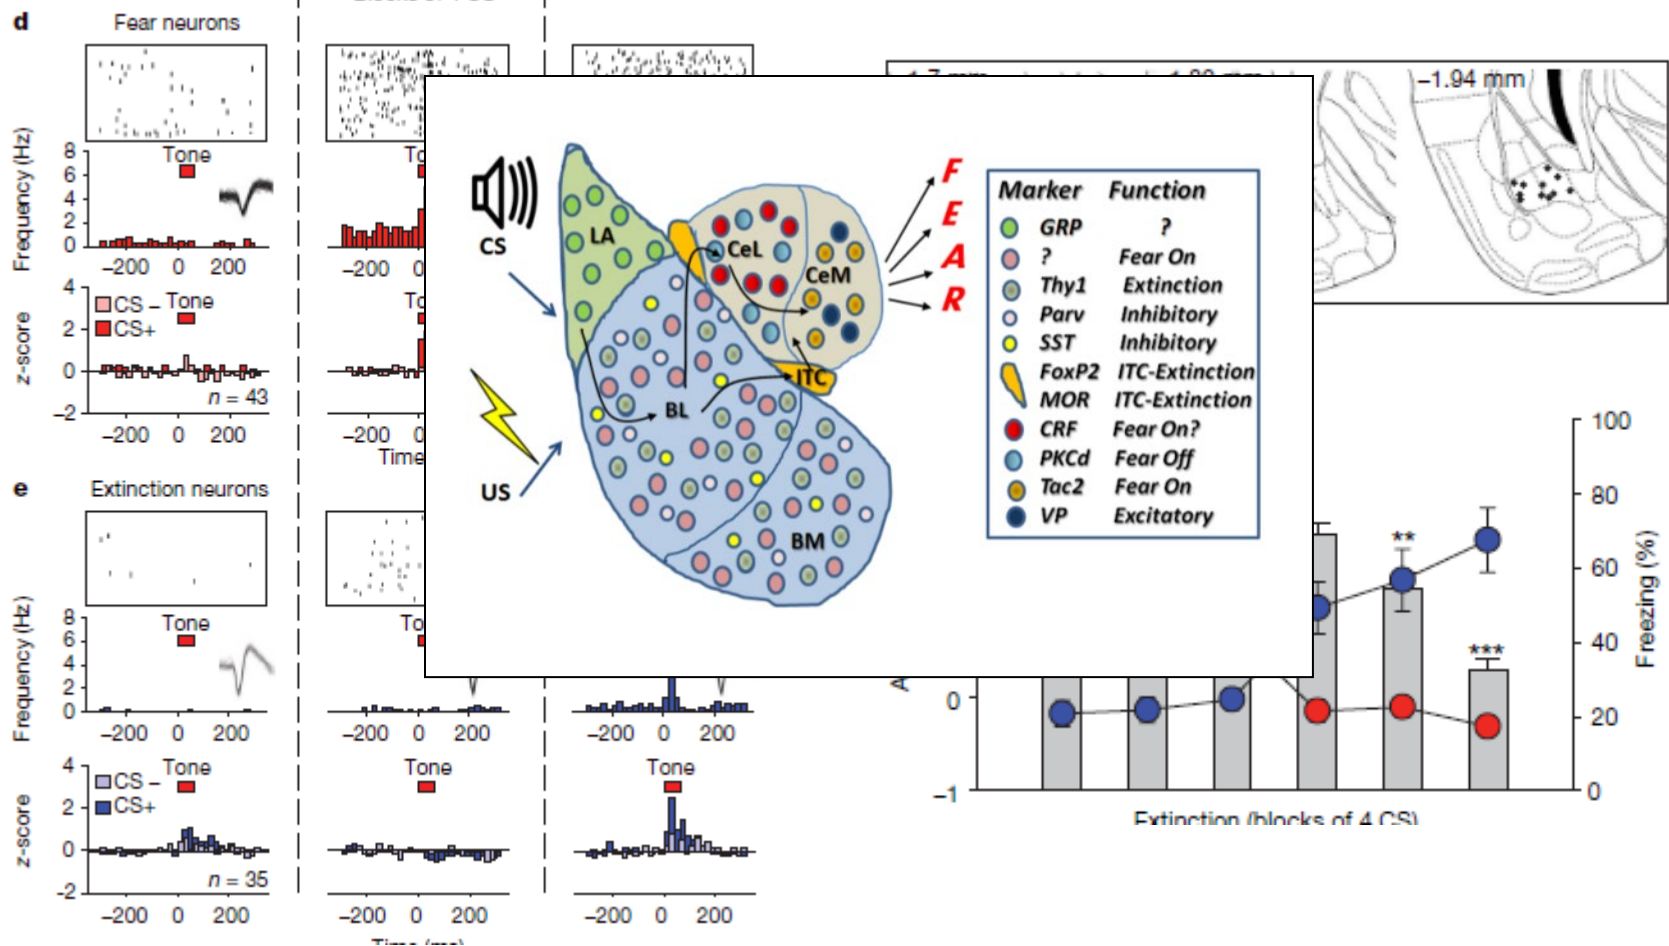 d
Fear neurons
Frequency (Hz)
8
6
4
2
0
Tone
−200 0 200
−200 0
z-score
4
2
0
−2
CS − Tone
CS+
n = 43
−200 0 200
−200 0
Time
e
Extinction neurons
Frequency (Hz)
8
6
4
2
0
Tone
−200 0 200
−200 0 200
−200 0 200
z-score
4
2
0
−2
CS −
CS+
Tone
Tone
Tone
n = 35
−200 0 200
−200 0 200
−200 0 200
Time (ms)
CS
US
LA
CeL
CeM
ITC
BL
BM
F
E
A
R
Marker Function
GRP ?
? Fear On
Thy1 Extinction
Parv Inhibitory
SST Inhibitory
FoxP2 ITC-Extinction
MOR ITC-Extinction
CRF Fear On?
PKCd Fear Off
Tac2 Fear On
VP Excitatory
−1.94 mm
0
−1
100
80
60
40
20
0
Freezing (%)
**
***
Extinction (blocks of 4 CS)